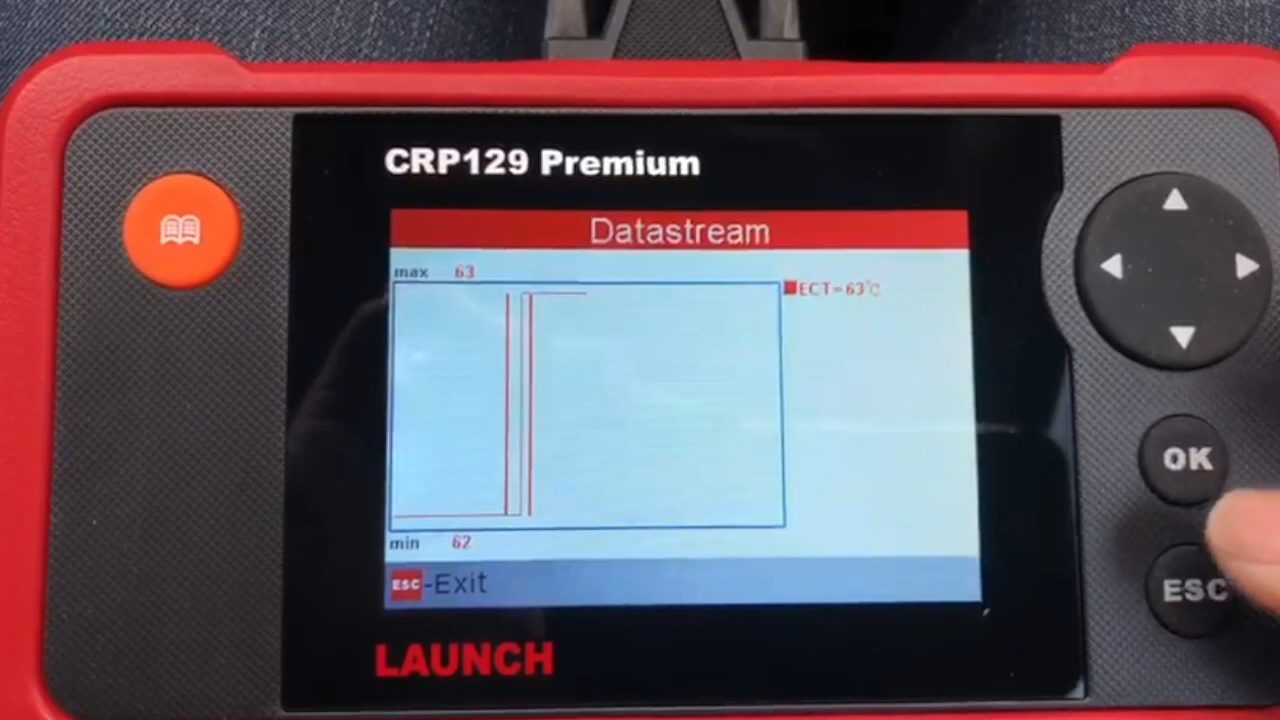 CRP129 Premium
Datastream
max 63
ECT=63℃
min 62
ESC-Exit
LAUNCH
OK
ESC